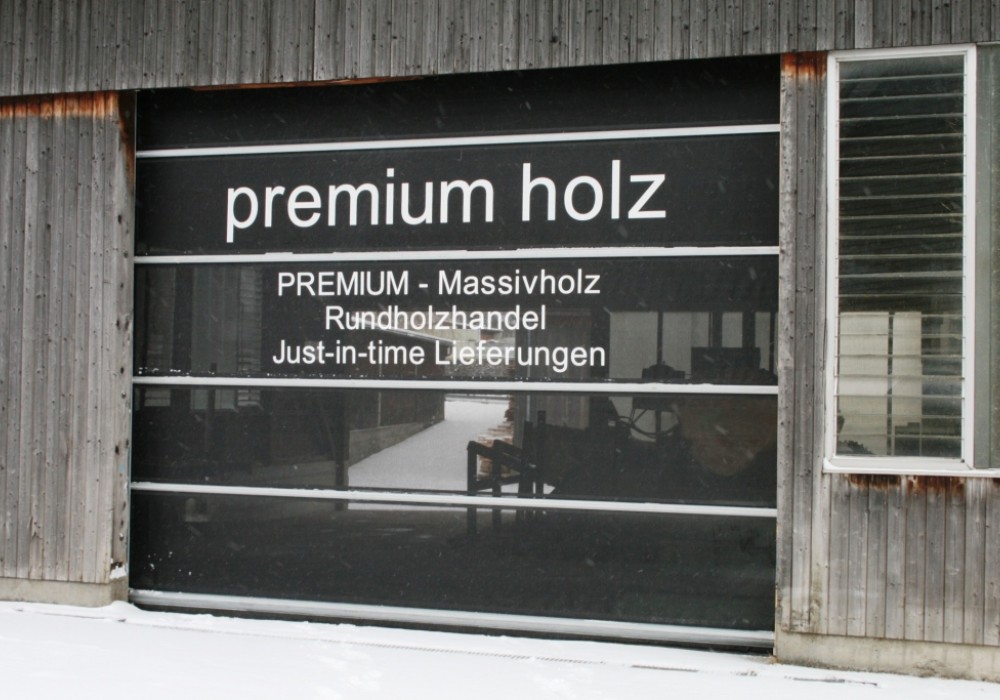 premium holz
PREMIUM - Massivholz
Rundholzhandel
Just-in-time Lieferungen